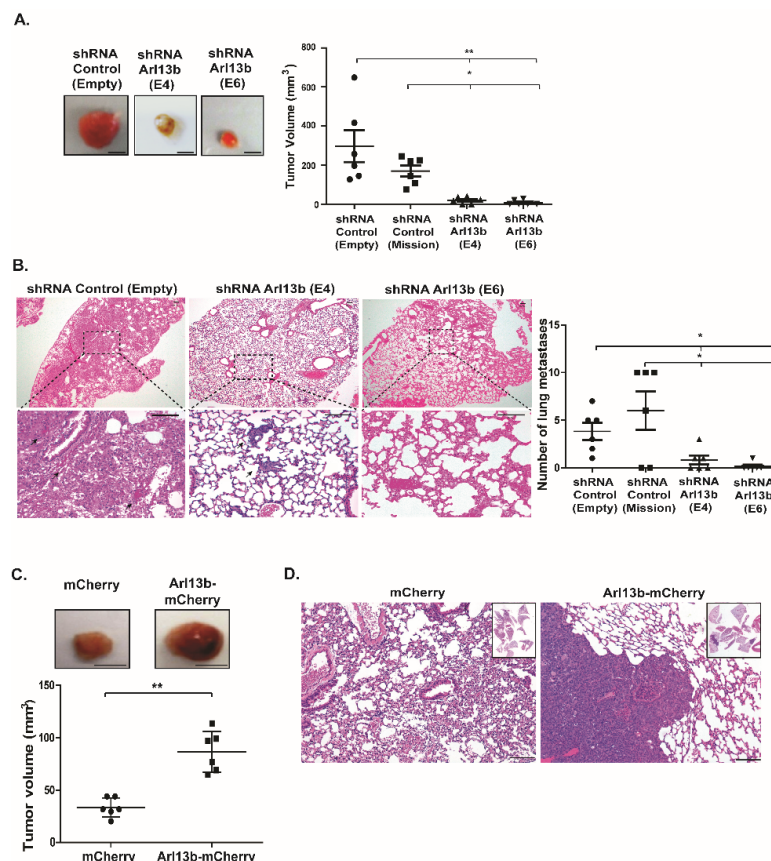 A.
shRNA
Control
(Empty)
shRNA
Arl13b
(E4)
shRNA
Arl13b
(E6)
Tumor Volume (mm3)
800
600
400
200
0
**
*
shRNA
Control
(Empty)
shRNA
Control
(Mission)
shRNA
Arl13b
(E4)
shRNA
Arl13b
(E6)
B.
shRNA Control (Empty)
shRNA Arl13b (E4)
shRNA Arl13b (E6)
Number of lung metastases
15
10
5
0
*
*
shRNA
Control
(Empty)
shRNA
Control
(Mission)
shRNA
Arl13b
(E4)
shRNA
Arl13b
(E6)
C.
mCherry
Arl13b-
mCherry
Tumor volume (mm3)
150
100
50
0
**
mCherry
Arl13b-mCherry
D.
mCherry
Arl13b-mCherry